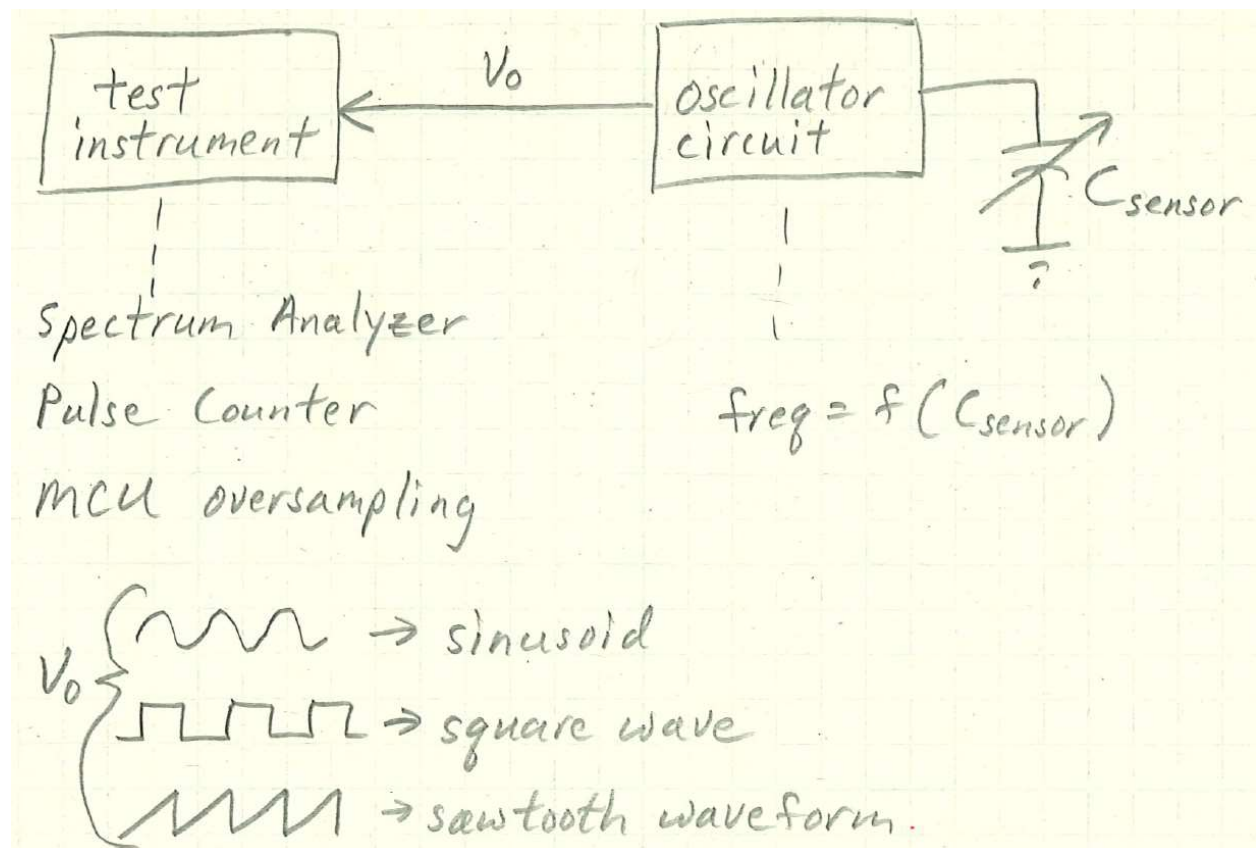 test
instrument
Vo
oscillator
circuit
Csensor
Spectrum Analyzer
Pulse Counter
MCU oversampling
freq = f (Csensor)
Vo
→ sinusoid
→ square wave
→ sawtooth waveform.